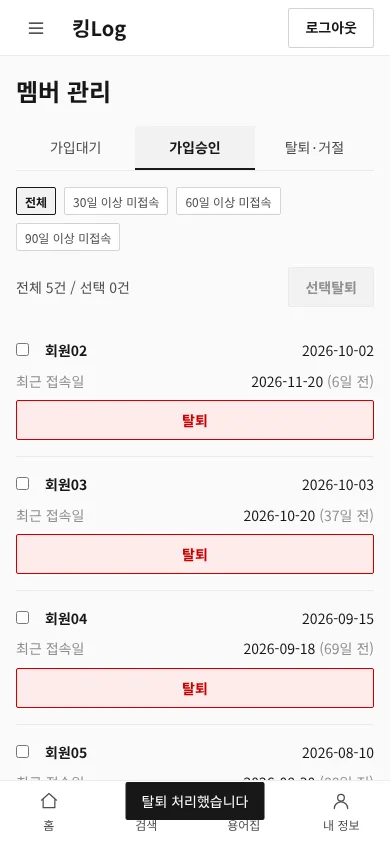 킹Log
로그아웃
멤버 관리
가입대기 가입승인 탈퇴·거절
전체 30일 이상 미접속 60일 이상 미접속
90일 이상 미접속
전체 5건 / 선택 0건 선택탈퇴
회원02 2026-10-02
최근 접속일 2026-11-20 (6일 전)
탈퇴
회원03 2026-10-03
최근 접속일 2026-10-20 (37일 전)
탈퇴
회원04 2026-09-15
최근 접속일 2026-09-18 (69일 전)
탈퇴
회원05 2026-08-10
탈퇴 처리했습니다
홈 검색 용어집 내 정보